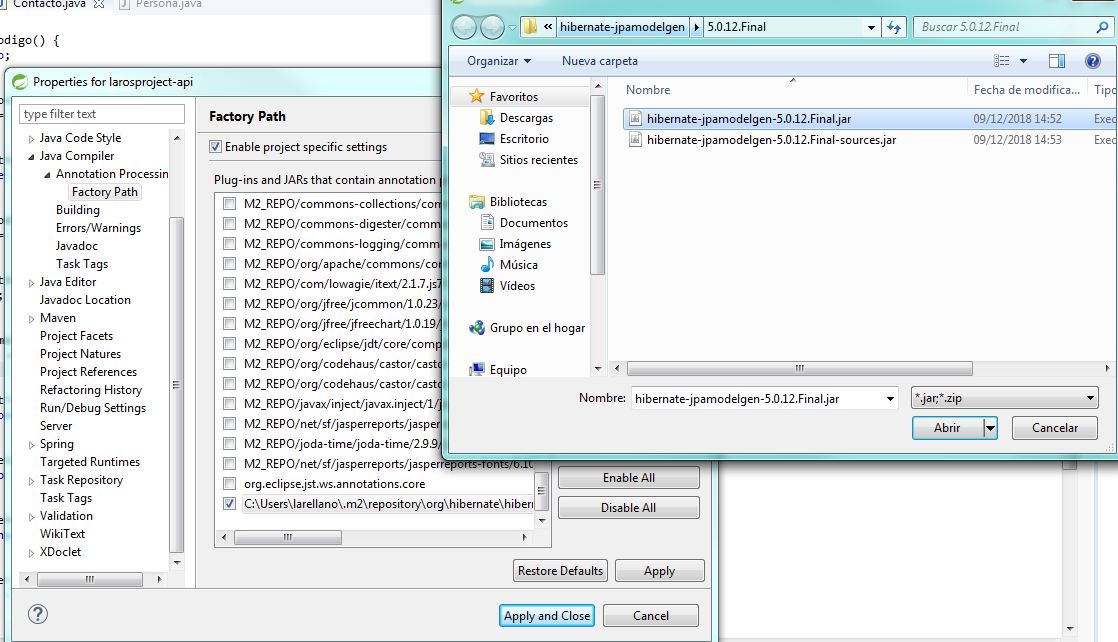 Contacto.java
Persona.java
odigo() {
Properties for larosproject-api
type filter text
Java Code Style
Java Compiler
Annotation Processin
Factory Path
Building
Errors/Warnings
Javadoc
Task Tags
Java Editor
Javadoc Location
Maven
Project Facets
Project Natures
Project References
Refactoring History
Run/Debug Settings
Server
Spring
Targeted Runtimes
Task Repository
Task Tags
Validation
WikiText
XDoclet
Factory Path
Enable project specific settings
Plug-ins and JARs that contain annotation
M2_REPO/commons-collections/com
M2_REPO/commons-digester/comm
M2_REPO/commons-logging/comm
M2_REPO/org/apache/commons/co
M2_REPO/com/lowagie/itext/2.1.7.js7
M2_REPO/org/jfree/jcommon/1.0.23/
M2_REPO/org/jfree/jfreechart/1.0.19/
M2_REPO/org/eclipse/jdt/core/comp
M2_REPO/org/codehaus/castor/castc
M2_REPO/org/codehaus/castor/castc
M2_REPO/javax/inject/javax.inject/1/
M2_REPO/net/sf/jasperreports/jasper
M2_REPO/joda-time/joda-time/2.9.9/
M2_REPO/net/sf/jasperreports/jasperreports-fonts/6.10
org.eclipse.jst.ws.annotations.core
C:\Users\larellano\.m2\repository\org\hibernate\hibern
Enable All
Disable All
Restore Defaults
Apply
Apply and Close
Cancel
hibernate-jpamodelgen
5.0.12.Final
Buscar 5.0.12.Final
Organizar
Nueva carpeta
Favoritos
Descargas
Escritorio
Sitios recientes
Bibliotecas
Documentos
Imágenes
Música
Vídeos
Grupo en el hogar
Equipo
Nombre
Fecha de modifica...
Tipo
hibernate-jpamodelgen-5.0.12.Final.jar
09/12/2018 14:52
Exec
hibernate-jpamodelgen-5.0.12.Final-sources.jar
09/12/2018 14:53
Exec
Nombre:
hibernate-jpamodelgen-5.0.12.Final.jar
*.jar;*.zip
Abrir
Cancelar